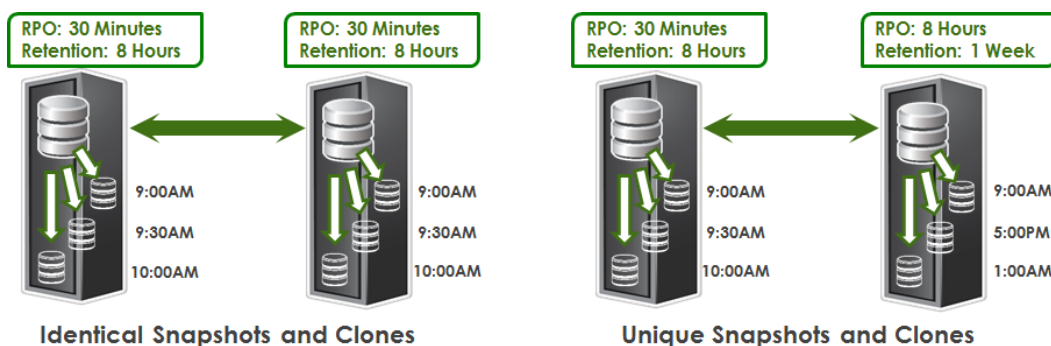 RPO: 30 Minutes
Retention: 8 Hours
RPO: 30 Minutes
Retention: 8 Hours
9:00AM
9:30AM
10:00AM
9:00AM
9:30AM
10:00AM
Identical Snapshots and Clones
RPO: 30 Minutes
Retention: 8 Hours
RPO: 8 Hours
Retention: 1 Week
9:00AM
9:30AM
10:00AM
9:00AM
5:00PM
1:00AM
Unique Snapshots and Clones